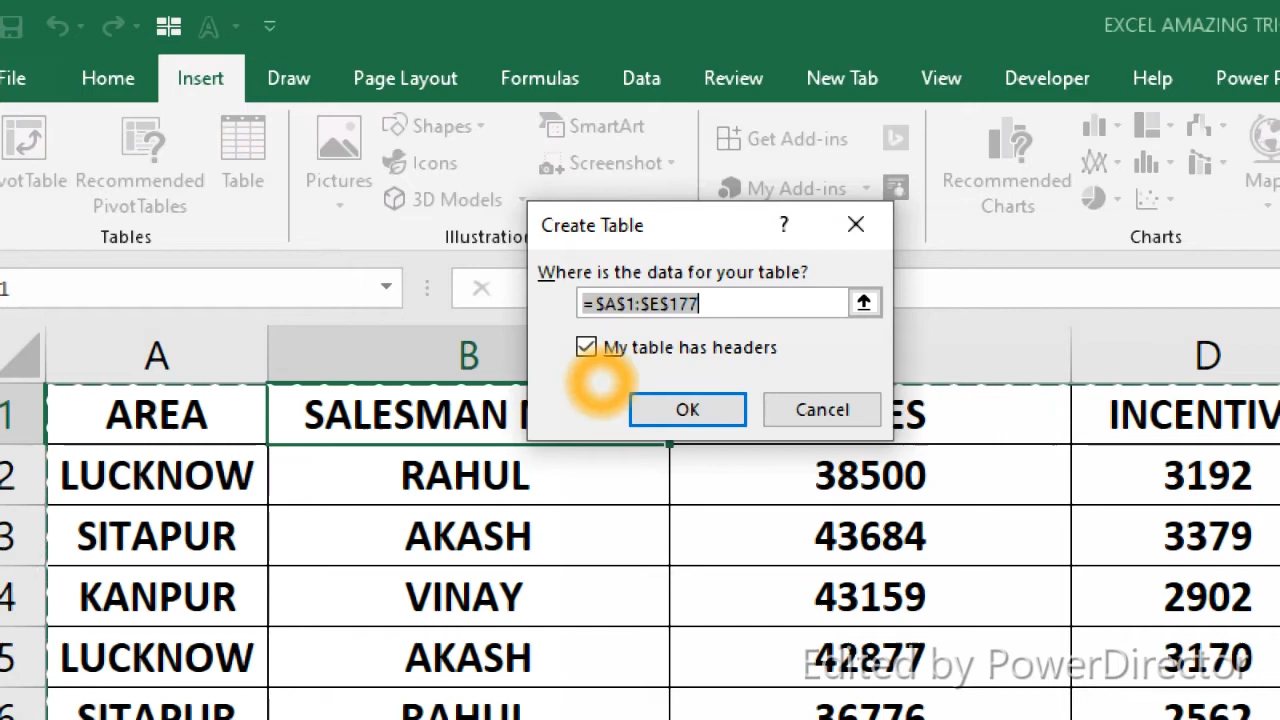 EXCEL AMAZING TRI
File Home Insert Draw Page Layout Formulas Data Review New Tab View Developer Help Power P
Shapes SmartArt Get Add-ins
Icons Screenshot
votTable Recommended PivotTables Table Pictures 3D Models My Add-ins Recommended Charts Map
Tables Illustration Charts
Create Table ?
Where is the data for your table?
=$A$1:$E$177
My table has headers
OK Cancel
1
A B D
1 AREA SALESMAN ES INCENTIV
2 LUCKNOW RAHUL 38500 3192
3 SITAPUR AKASH 43684 3379
4 KANPUR VINAY 43159 2902
5 LUCKNOW AKASH 42877 3170
6 SITAPUR RAHUL 36776 2562
Edited by PowerDirector